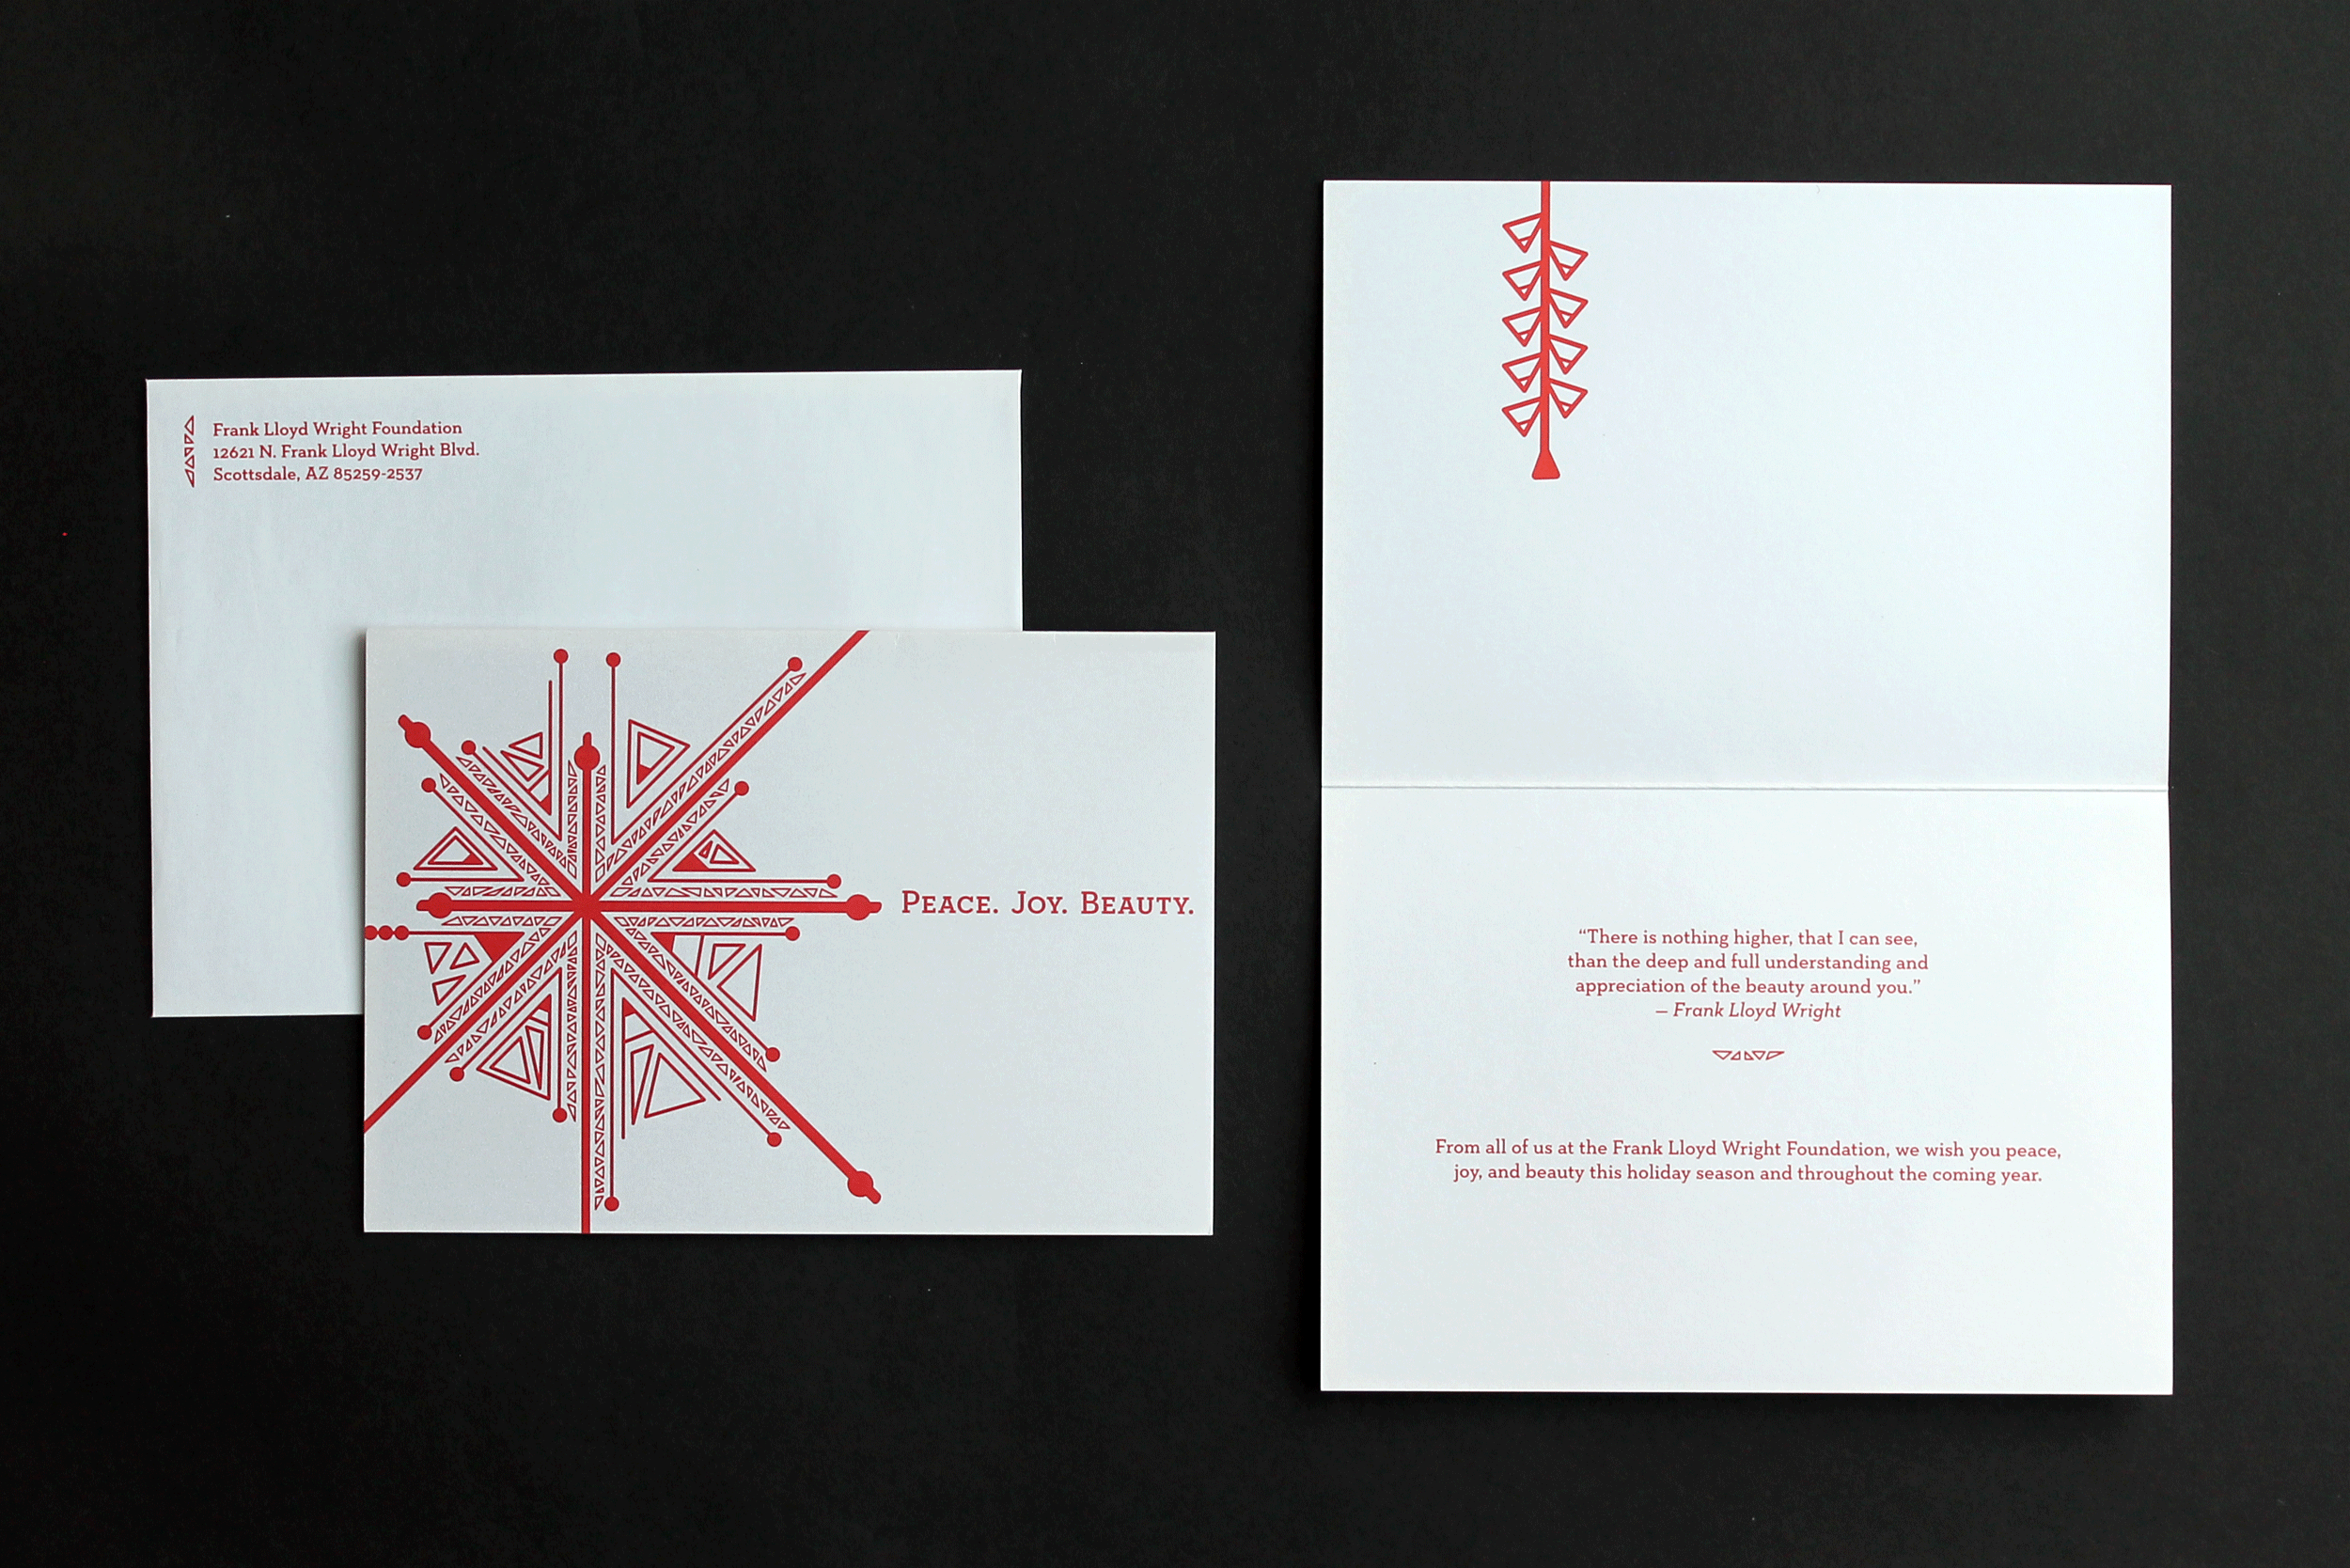 Frank Lloyd Wright Foundation
12621 N. Frank Lloyd Wright Blvd.
Scottsdale, AZ 85259-2537
Peace. Joy. Beauty.
“There is nothing higher, that I can see,
than the deep and full understanding and
appreciation of the beauty around you.”
– Frank Lloyd Wright
From all of us at the Frank Lloyd Wright Foundation, we wish you peace,
joy, and beauty this holiday season and throughout the coming year.